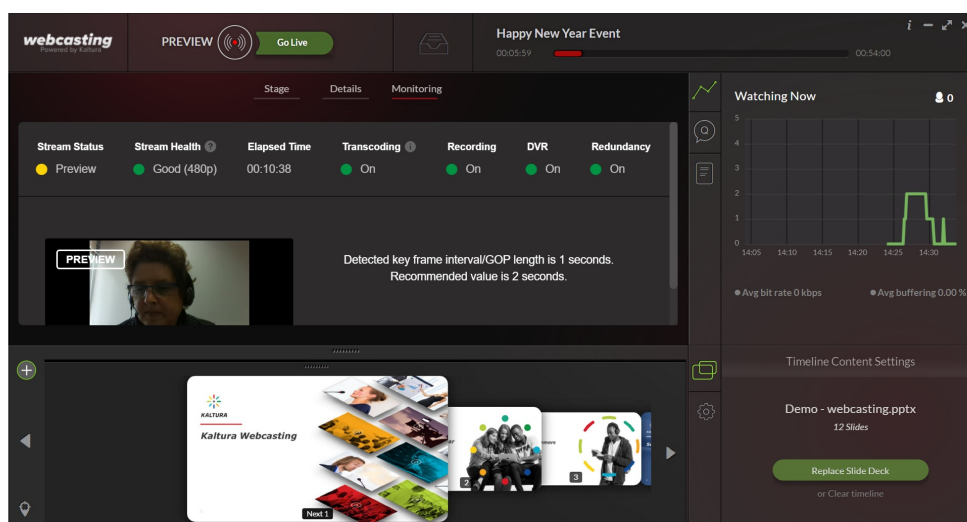 webcasting
Powered by Kaltura
PREVIEW
Go Live
Happy New Year Event
00:05:59
00:54:00
Stage
Details
Monitoring
Stream Status
Stream Health
Elapsed Time
Transcoding
Recording
DVR
Redundancy
Preview
Good (480p)
00:10:38
On
On
On
On
PREVIEW
Detected key frame interval/GOP length is 1 seconds.
Recommended value is 2 seconds.
Watching Now
0
5
4
3
2
1
0
14:05
14:10
14:15
14:20
14:25
14:30
Avg bit rate 0 kbps
Avg buffering 0.00 %
KALTURA
Kaltura Webcasting
Next 1
2
3
Timeline Content Settings
Demo - webcasting.pptx
12 Slides
Replace Slide Deck
or Clear timeline